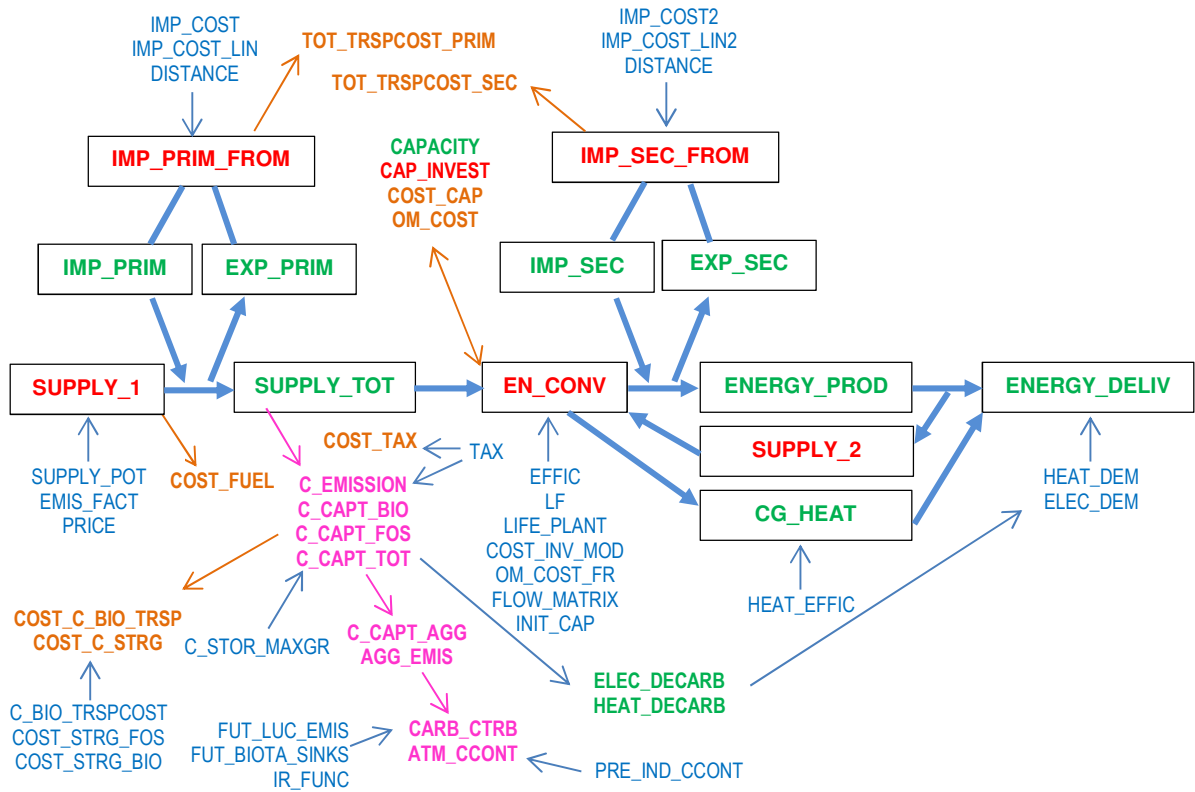 IMP_COST
IMP_COST_LIN
DISTANCE
TOT_TRSPCOST_PRIM
TOT_TRSPCOST_SEC
IMP_COST2
IMP_COST_LIN2
DISTANCE
IMP_PRIM_FROM
CAPACITY
CAP_INVEST
COST_CAP
OM_COST
IMP_SEC_FROM
IMP_PRIM
EXP_PRIM
IMP_SEC
EXP_SEC
SUPPLY_1
SUPPLY_TOT
EN_CONV
ENERGY_PROD
ENERGY_DELIV
SUPPLY_2
CG_HEAT
SUPPLY_POT
EMIS_FACT
PRICE
COST_FUEL
COST_TAX
TAX
C_EMISSION
C_CAPT_BIO
C_CAPT_FOS
C_CAPT_TOT
EFFIC
LF
LIFE_PLANT
COST_INV_MOD
OM_COST_FR
FLOW_MATRIX
INIT_CAP
HEAT_DEM
ELEC_DEM
HEAT_EFFIC
COST_C_BIO_TRSP
COST_C_STRG
C_STOR_MAXGR
C_CAPT_AGG
AGG_EMIS
ELEC_DECARB
HEAT_DECARB
C_BIO_TRSPCOST
COST_STRG_FOS
COST_STRG_BIO
FUT_LUC_EMIS
FUT_BIOTA_SINKS
IR_FUNC
CARB_CTRB
ATM_CCONT
PRE_IND_CCONT